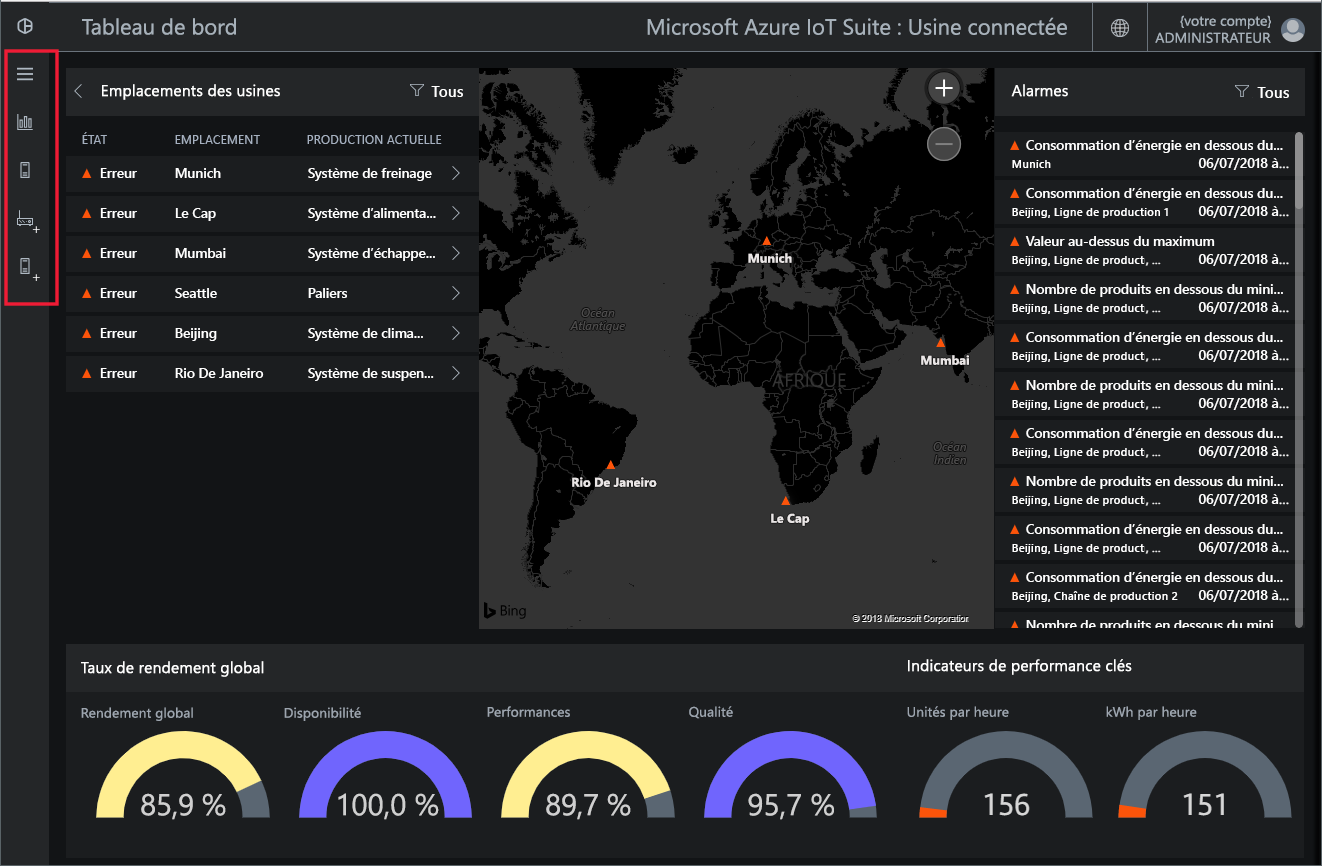 Tableau de bord
Microsoft Azure IoT Suite : Usine connectée
{votre compte}
ADMINISTRATEUR
Emplacements des usines
Tous
ÉTAT EMPLACEMENT PRODUCTION ACTUELLE
Erreur Munich Système de freinage
Erreur Le Cap Système d'alimenta...
Erreur Mumbai Système d'échappe...
Erreur Seattle Paliers
Erreur Beijing Système de clima...
Erreur Rio De Janeiro Système de suspen...
Munich
Océan
Atlantique
Mumbai
AFRIQUE
Océan
Indien
Rio De Janeiro
Le Cap
Bing
© 2018 Microsoft Corporation
Alarmes
Tous
Consommation d'énergie en dessous du...
Munich 06/07/2018 à...
Consommation d'énergie en dessous du...
Beijing, Ligne de production 1 06/07/2018 à...
Valeur au-dessus du maximum
Beijing, Ligne de product, ... 06/07/2018 à...
Nombre de produits en dessous du mini...
Beijing, Ligne de product, ... 06/07/2018 à...
Consommation d'énergie en dessous du...
Beijing, Ligne de product, ... 06/07/2018 à...
Nombre de produits en dessous du mini...
Beijing, Ligne de product, ... 06/07/2018 à...
Consommation d'énergie en dessous du...
Beijing, Ligne de product, ... 06/07/2018 à...
Nombre de produits en dessous du mini...
Beijing, Ligne de product, ... 06/07/2018 à...
Consommation d'énergie en dessous du...
Beijing, Ligne de product, ... 06/07/2018 à...
Consommation d'énergie en dessous du...
Beijing, Chaîne de production 2 06/07/2018 à...
Nombre de produits en dessous du mini
Taux de rendement global
Indicateurs de performance clés
Rendement global
Disponibilité
Performances
Qualité
Unités par heure
kWh par heure
85,9 %
100,0 %
89,7 %
95,7 %
156
151